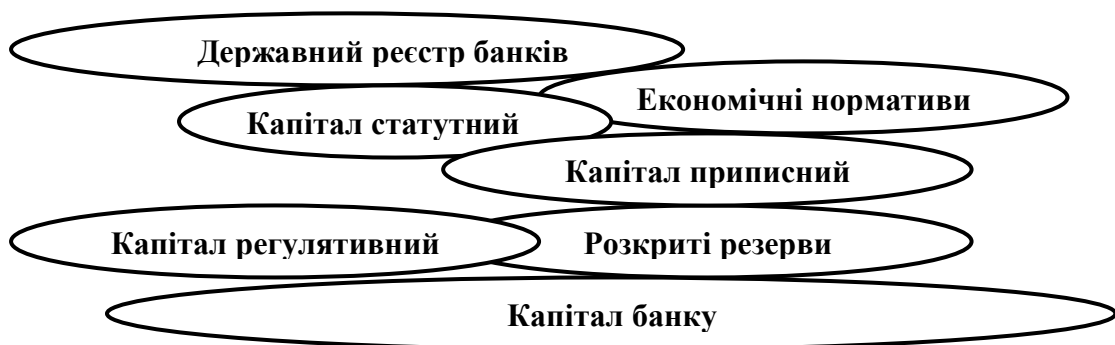 Державний реєстр банків
Економічні нормативи
Капітал статутний
Капітал приписний
Капітал регулятивний
Розкриті резерви
Капітал банку